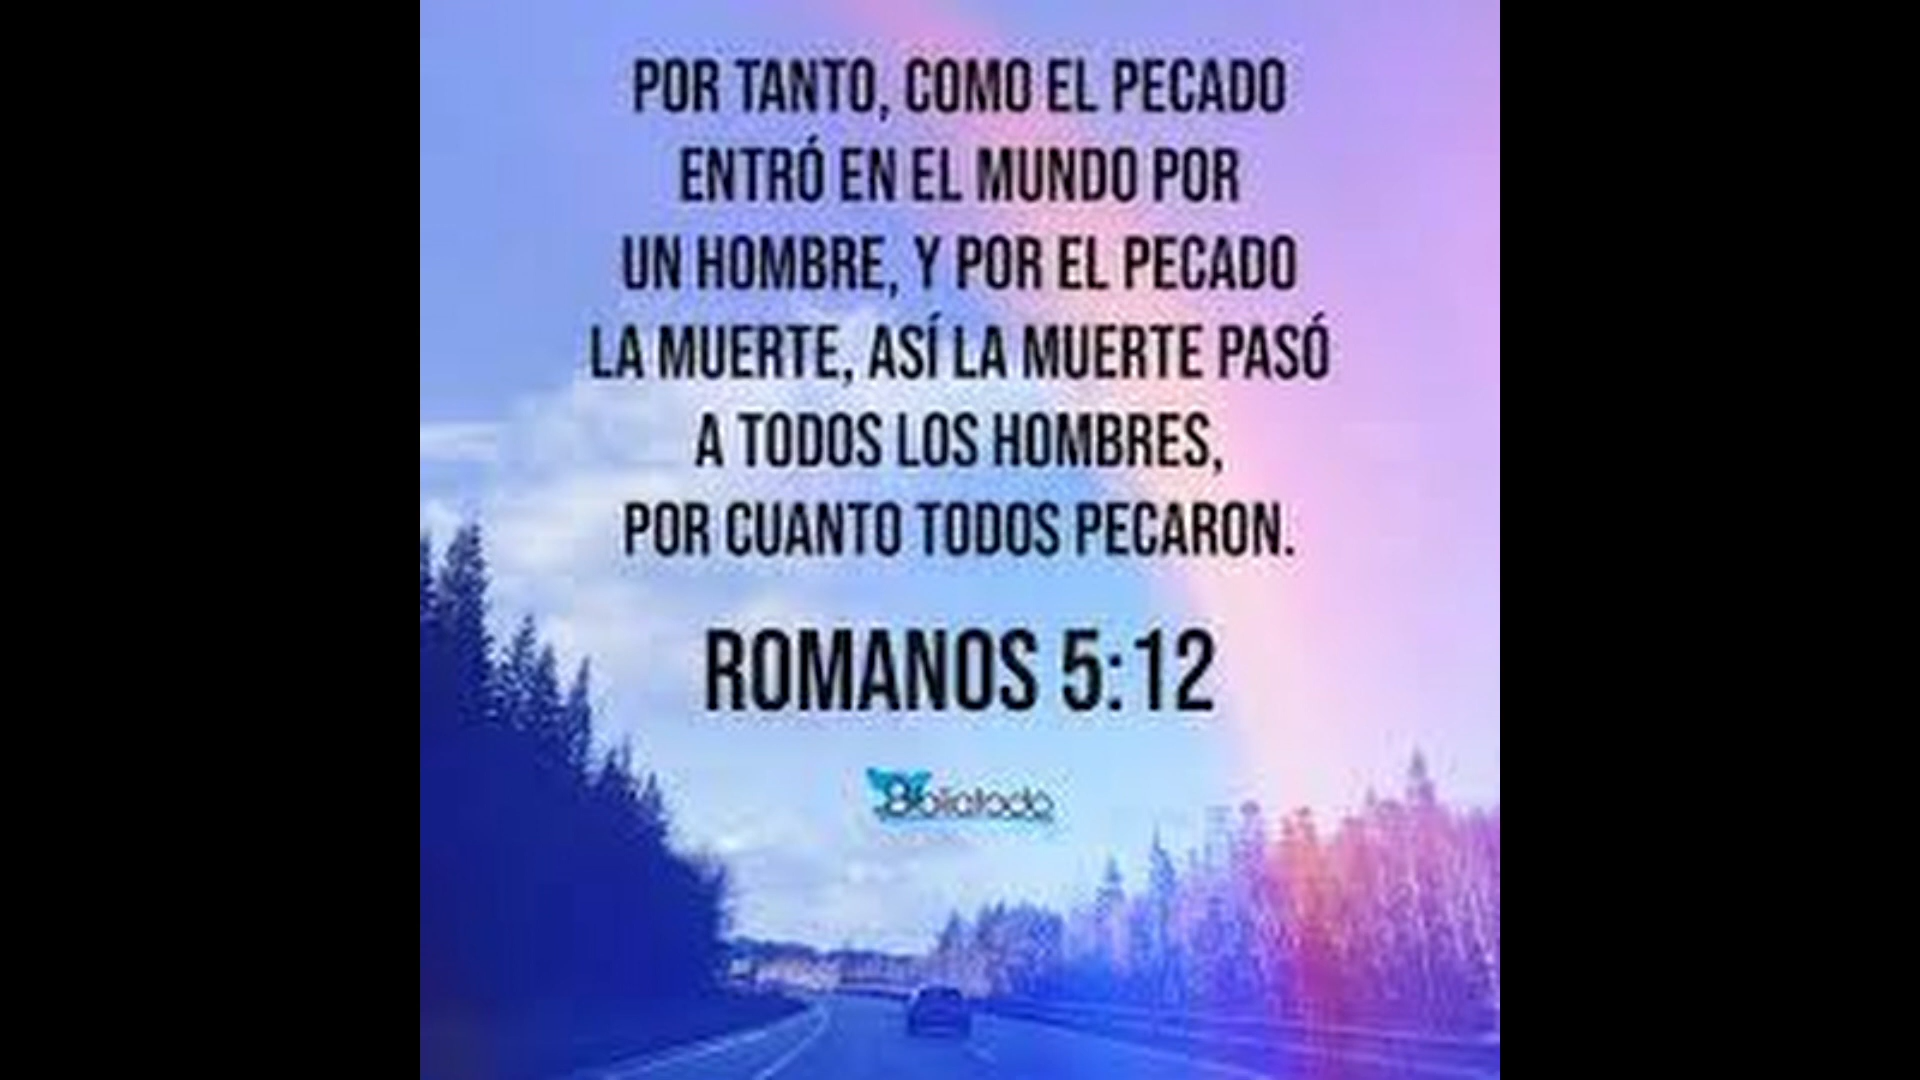 POR TANTO, COMO EL PECADO
ENTRÓ EN EL MUNDO POR
UN HOMBRE, Y POR EL PECADO
LA MUERTE, ASÍ LA MUERTE PASÓ
A TODOS LOS HOMBRES,
POR CUANTO TODOS PECARON.
ROMANOS 5:12
Bibliatodo